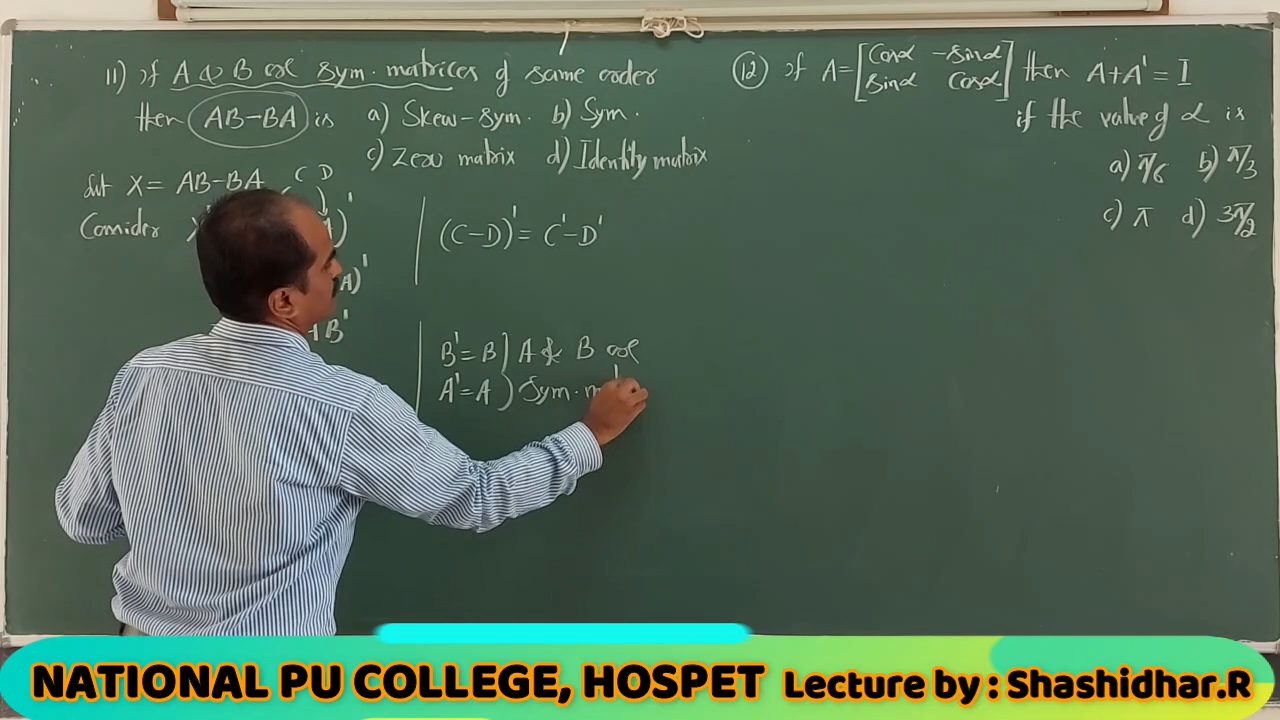 11) If A & B are sym. matrices of same order
then AB-BA is a) Skew-sym. b) Sym.
c) Zero matrix d) Identity matrix
Let X = AB-BA C D
Consider X )'
A)'
B'
(C-D)' = C'-D'
B' = B } A & B are
A' = A } Sym. m
12) If A = [Cosα -Sinα
Sinα Cosα] then A+A' = I
if the value of α is
a) π/6 b) π/3
c) π d) 3π/2
NATIONAL PU COLLEGE, HOSPET Lecture by : Shashidhar.R